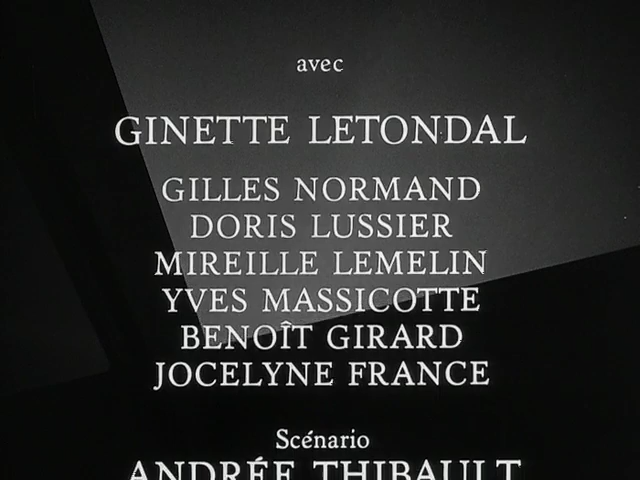 avec
GINETTE LETONDAL
GILLES NORMAND
DORIS LUSSIER
MIREILLE LEMELIN
YVES MASSICOTTE
BENOÎT GIRARD
JOCELYNE FRANCE
Scénario
ANDRÉE THIBAULT